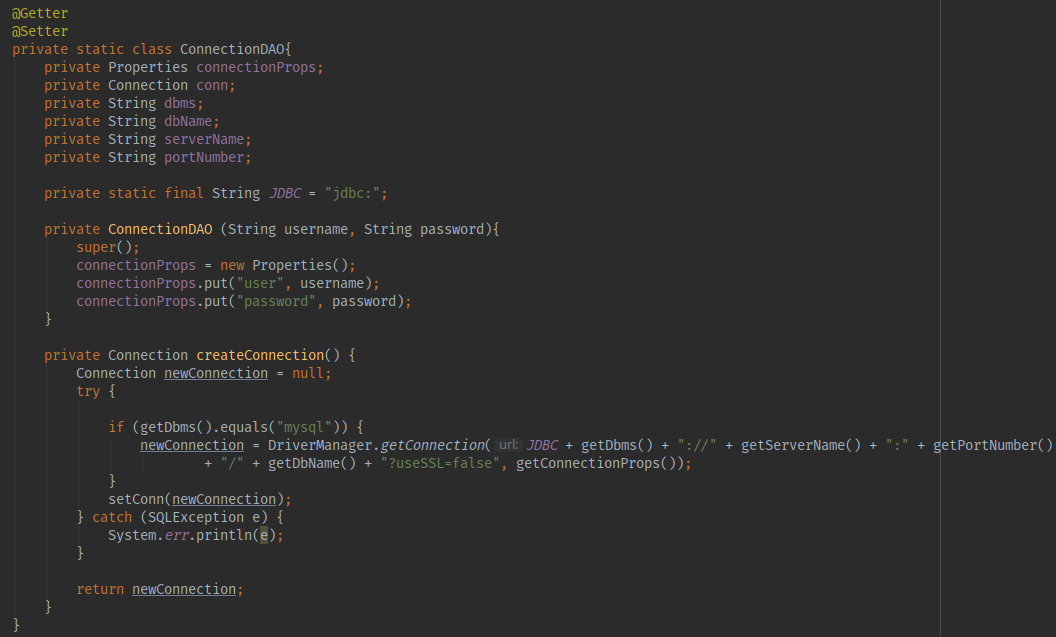 @Getter
@Setter
private static class ConnectionDAO{
    private Properties connectionProps;
    private Connection conn;
    private String dbms;
    private String dbName;
    private String serverName;
    private String portNumber;

    private static final String JDBC = "jdbc:";

    private ConnectionDAO (String username, String password){
        super();
        connectionProps = new Properties();
        connectionProps.put("user", username);
        connectionProps.put("password", password);
    }

    private Connection createConnection() {
        Connection newConnection = null;
        try {

            if (getDbms().equals("mysql")) {
                newConnection = DriverManager.getConnection( url: JDBC + getDbms() + "://" + getServerName() + ":" + getPortNumber()
                        + "/" + getDbName() + "?useSSL=false", getConnectionProps());
            }
            setConn(newConnection);
        } catch (SQLException e) {
            System.err.println(e);
        }

        return newConnection;
    }
}